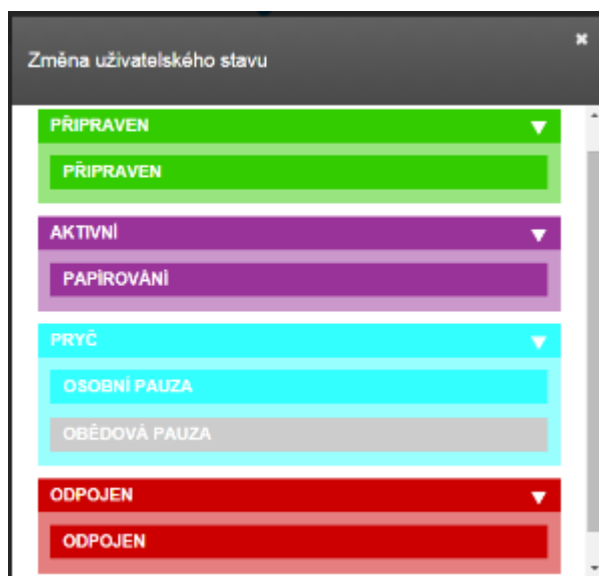 Změna uživatelského stavu
PŘIPRAVEN
PŘIPRAVEN
AKTIVNÍ
PAPÍROVÁNÍ
PRYČ
OSOBNÍ PAUZA
OBĚDOVÁ PAUZA
ODPOJEN
ODPOJEN